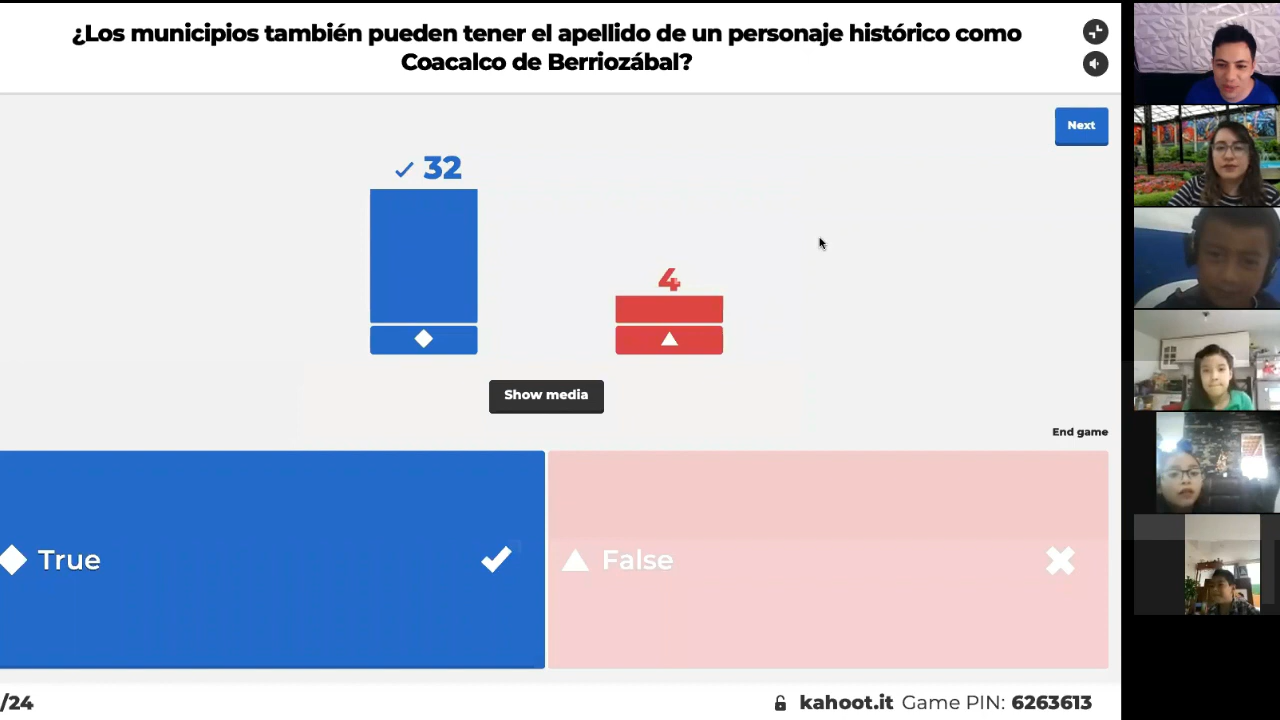 ¿Los municipios también pueden tener el apellido de un personaje histórico como
Coacalco de Berriozábal?
Next
32
4
Show media
End game
True
False
/24
kahoot.it Game PIN: 6263613